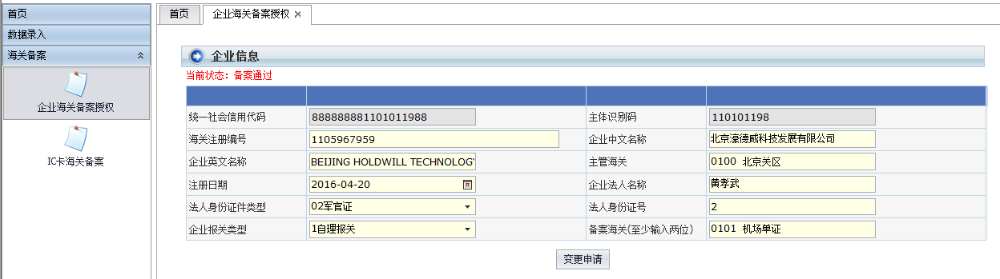 首页
数据录入
海关备案
企业海关备案授权
IC卡海关备案
首页 企业海关备案授权
企业信息
当前状态：备案通过
统一社会信用代码 888888881101011988 主体识别码 110101198
海关注册编号 1105967959 企业中文名称 北京濠德威科技发展有限公司
企业英文名称 BEIJING HOLDWILL TECHNOLOGY 主管海关 0100 北京关区
注册日期 2016-04-20 企业法人名称 黄孝武
法人身份证件类型 02军官证 法人身份证号 2
企业报关类型 1自理报关 备案海关(至少输入两位) 0101 机场单证
变更申请